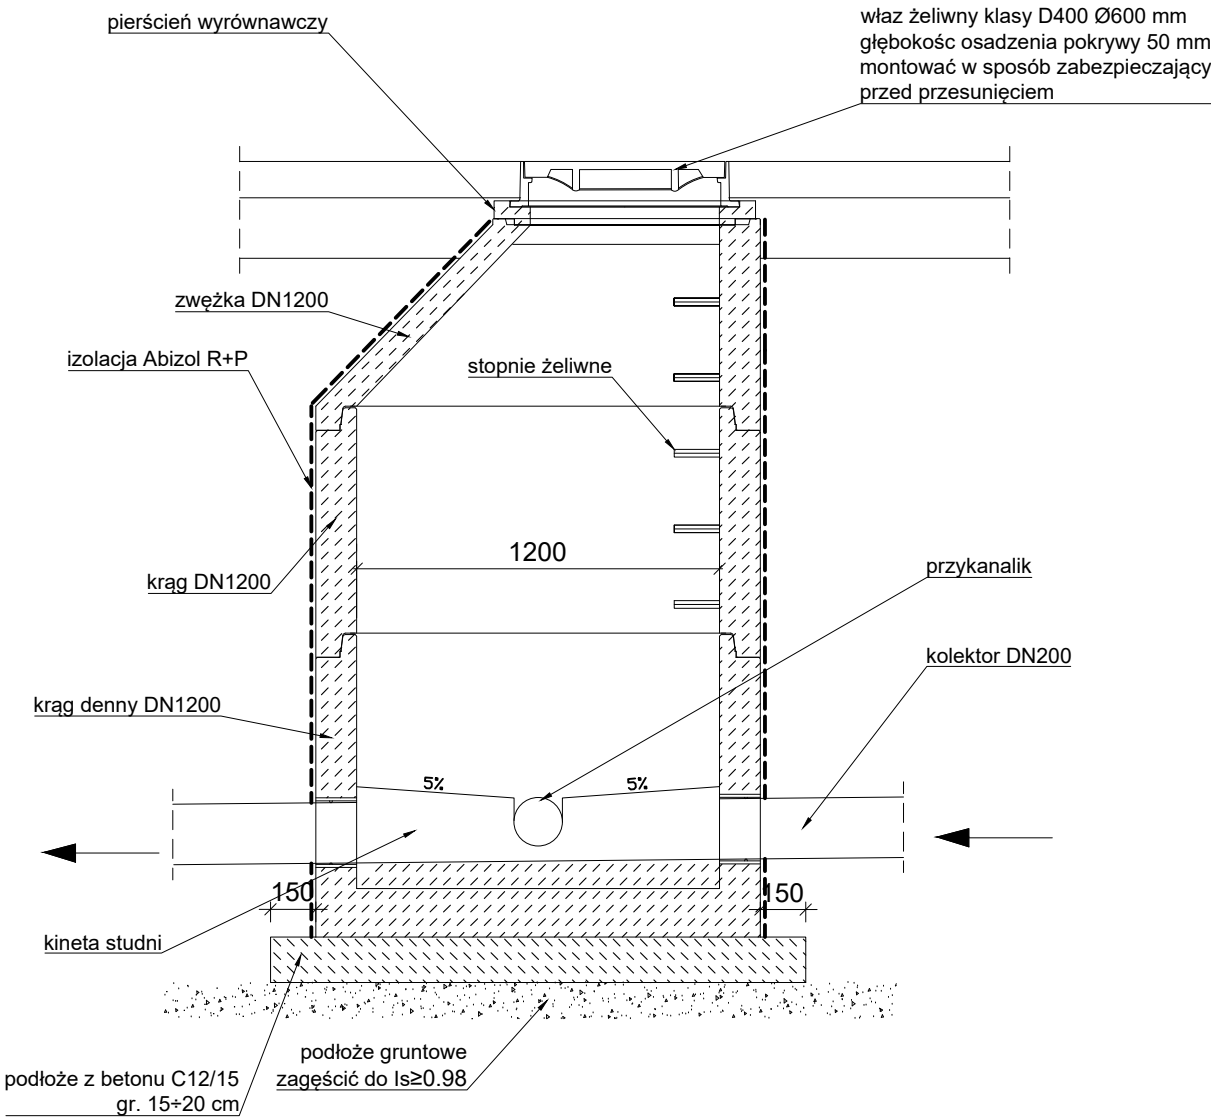 pierścień wyrównawczy
właz żeliwny klasy D400 Ø600 mm
głębokośc osadzenia pokrywy 50 mm
montować w sposób zabezpieczający
przed przesunięciem
zwężka DN1200
izolacja Abizol R+P
stopnie żeliwne
1200
krąg DN1200
przykanalik
kolektor DN200
krąg denny DN1200
5%
5%
150
150
kineta studni
podłoże gruntowe
zagęścić do Is≥0.98
podłoże z betonu C12/15
gr. 15÷20 cm